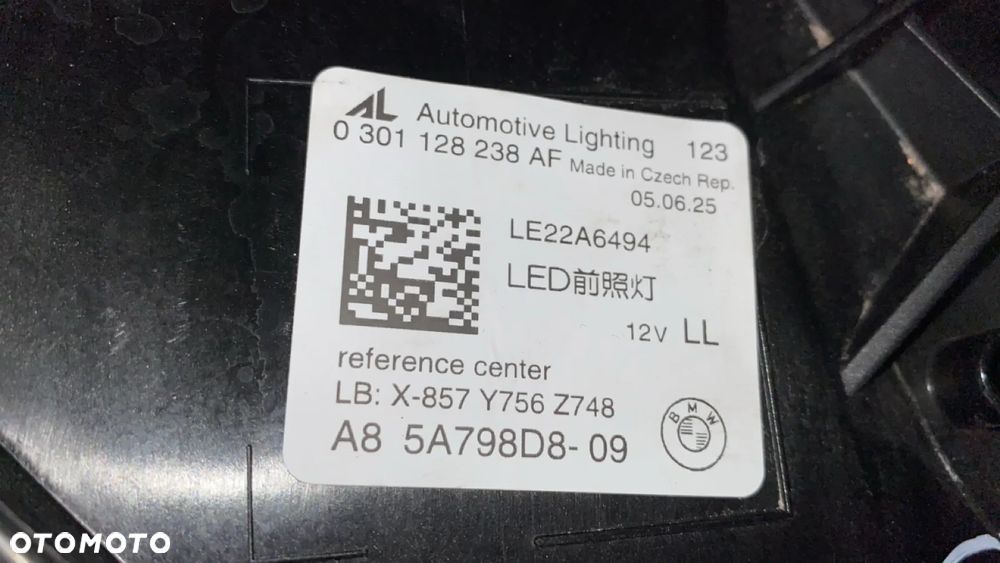 AL Automotive Lighting 123
0 301 128 238 AF Made in Czech Rep.
05.06.25
LE22A6494
LED前照灯
12V LL
reference center
LB: X-857 Y756 Z748
A8 5A798D8-09
BMW
OTOMOTO